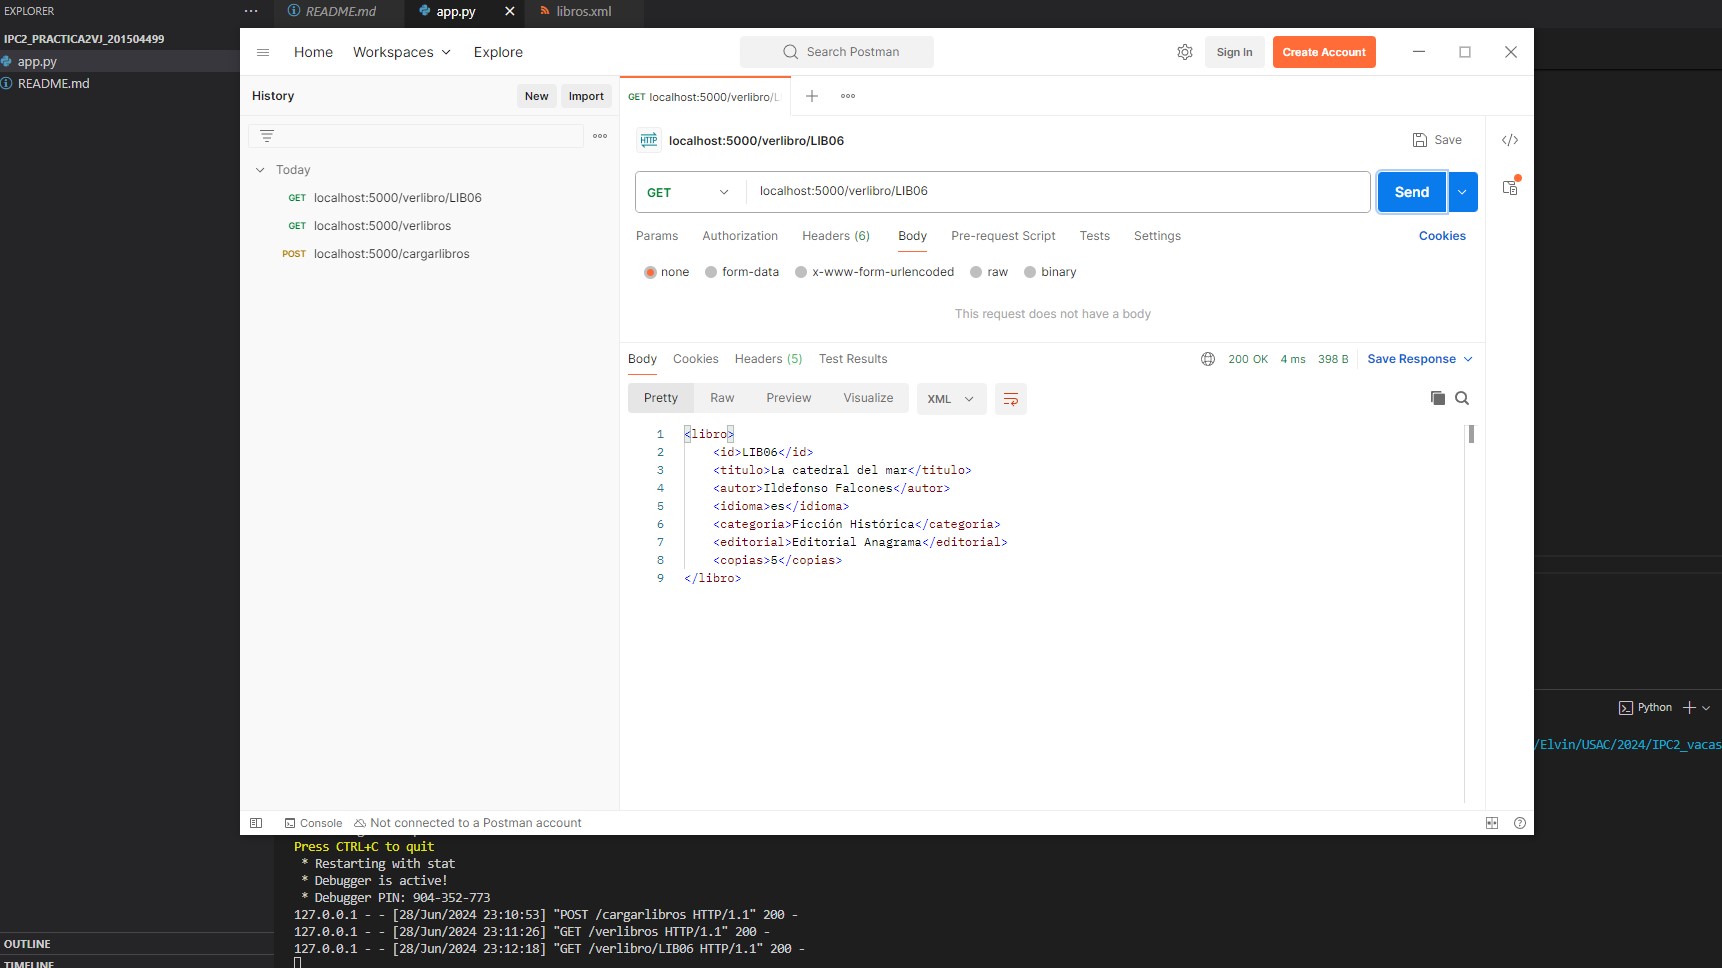 EXPLORER ···
README.md
app.py
libros.xml
IPC2_PRACTICA2VJ_201504499
app.py
README.md
Home Workspaces Explore
Search Postman
Sign In Create Account
History New Import
GET localhost:5000/verlibro/L
HTTP localhost:5000/verlibro/LIB06
Save
Today
GET localhost:5000/verlibro/LIB06
GET localhost:5000/verlibros
POST localhost:5000/cargarlibros
GET localhost:5000/verlibro/LIB06 Send
Params Authorization Headers (6) Body Pre-request Script Tests Settings Cookies
none form-data x-www-form-urlencoded raw binary
This request does not have a body
Body Cookies Headers (5) Test Results 200 OK 4 ms 398 B Save Response
Pretty Raw Preview Visualize XML
1 <libro>
2 <id>LIB06</id>
3 <titulo>La catedral del mar</titulo>
4 <autor>Ildefonso Falcones</autor>
5 <idioma>es</idioma>
6 <categoria>Ficción Histórica</categoria>
7 <editorial>Editorial Anagrama</editorial>
8 <copias>5</copias>
9 </libro>
Python
/Elvin/USAC/2024/IPC2_vacas
Console Not connected to a Postman account
Press CTRL+C to quit
* Restarting with stat
* Debugger is active!
* Debugger PIN: 904-352-773
127.0.0.1 - - [28/Jun/2024 23:10:53] "POST /cargarlibros HTTP/1.1" 200 -
127.0.0.1 - - [28/Jun/2024 23:11:26] "GET /verlibros HTTP/1.1" 200 -
127.0.0.1 - - [28/Jun/2024 23:12:18] "GET /verlibro/LIB06 HTTP/1.1" 200 -
OUTLINE
TIMELINE